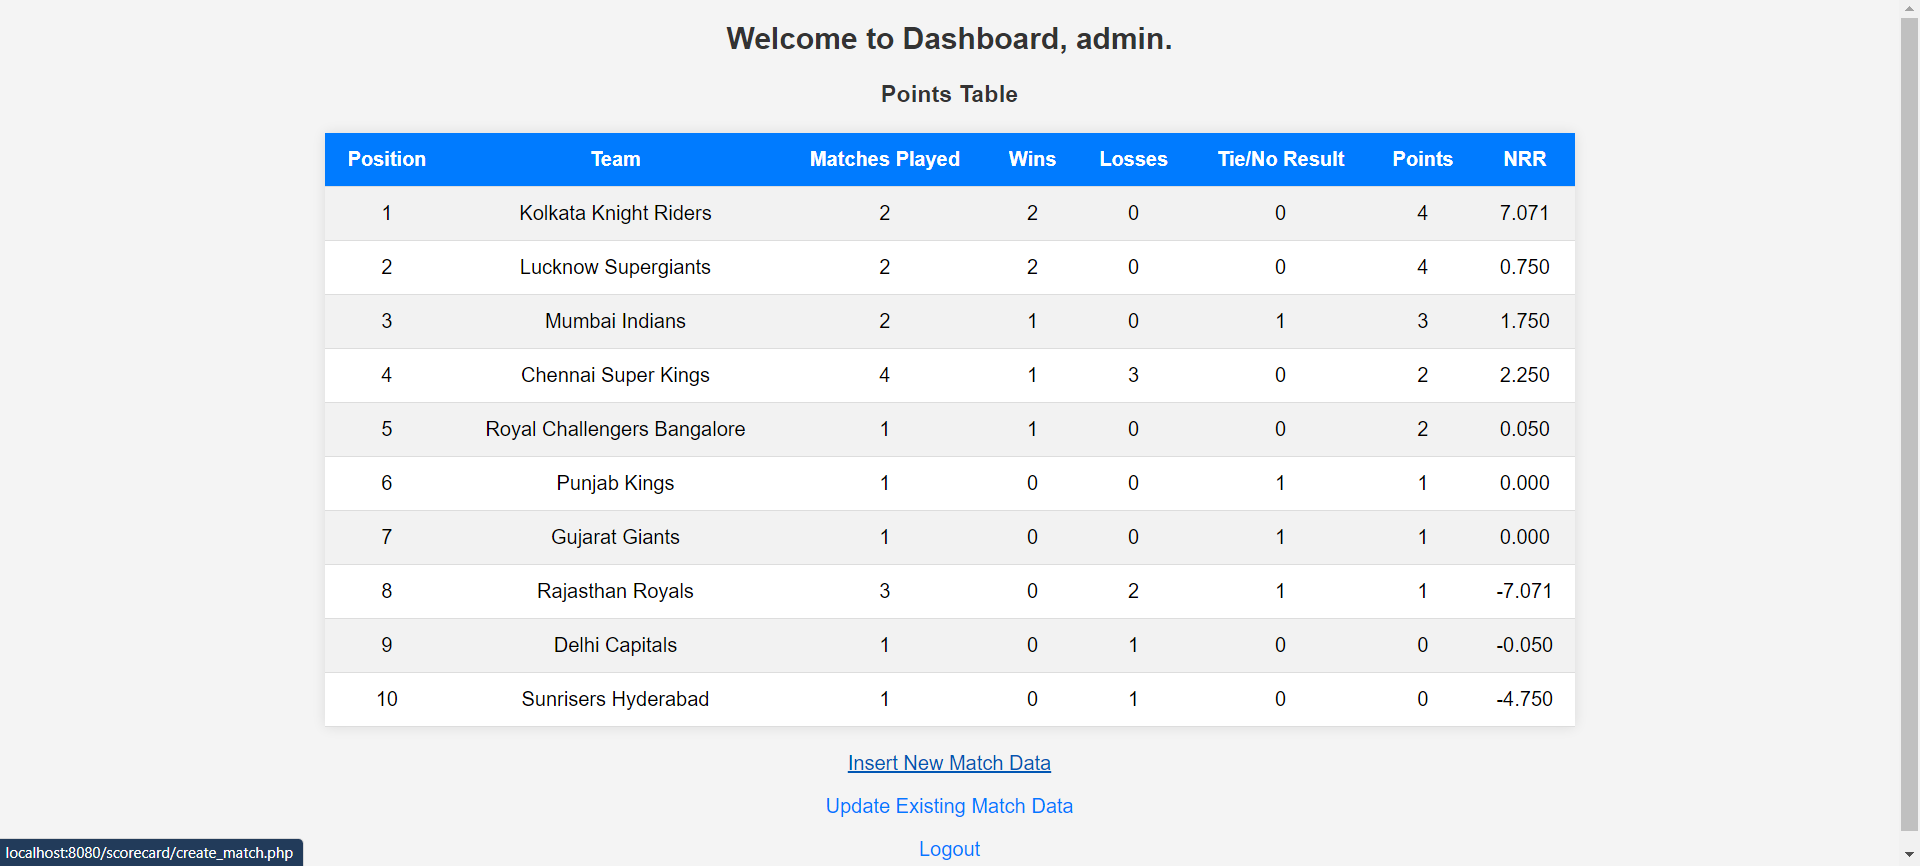 Welcome to Dashboard, admin.
Points Table
Position Team Matches Played Wins Losses Tie/No Result Points NRR
1 Kolkata Knight Riders 2 2 0 0 4 7.071
2 Lucknow Supergiants 2 2 0 0 4 0.750
3 Mumbai Indians 2 1 0 1 3 1.750
4 Chennai Super Kings 4 1 3 0 2 2.250
5 Royal Challengers Bangalore 1 1 0 0 2 0.050
6 Punjab Kings 1 0 0 1 1 0.000
7 Gujarat Giants 1 0 0 1 1 0.000
8 Rajasthan Royals 3 0 2 1 1 -7.071
9 Delhi Capitals 1 0 1 0 0 -0.050
10 Sunrisers Hyderabad 1 0 1 0 0 -4.750
Insert New Match Data
Update Existing Match Data
Logout
localhost:8080/scorecard/create_match.php